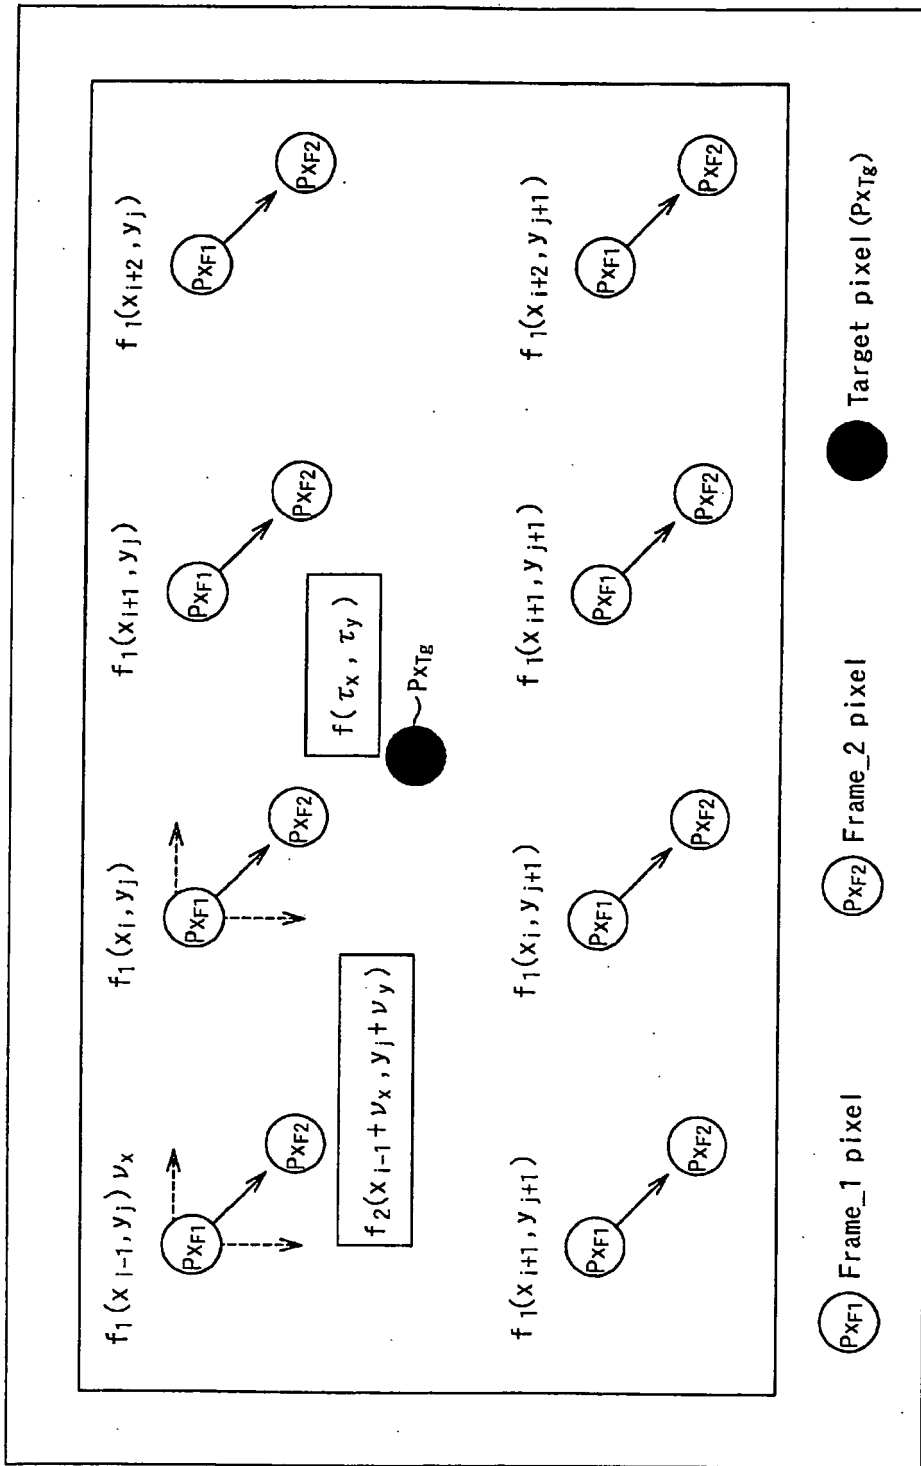 f₁(xᵢ₋₁, yⱼ) νₓ
f₁(xᵢ, yⱼ)
f₁(xᵢ₊₁, yⱼ)
f₁(xᵢ₊₂, yⱼ)
PXF1
PXF1
PXF1
PXF1
PXF2
PXF2
PXF2
PXF2
f₂(xᵢ₋₁+νₓ, yⱼ+ν_y)
f(τₓ, τ_y)
PXTg
f₁(xᵢ₊₁, yⱼ₊₁)
f₁(xᵢ, yⱼ₊₁)
f₁(xᵢ₊₁, yⱼ₊₁)
f₁(xᵢ₊₂, yⱼ₊₁)
PXF1
PXF1
PXF1
PXF1
PXF2
PXF2
PXF2
PXF2
PXF1 Frame_1 pixel
PXF2 Frame_2 pixel
Target pixel (PXTg)